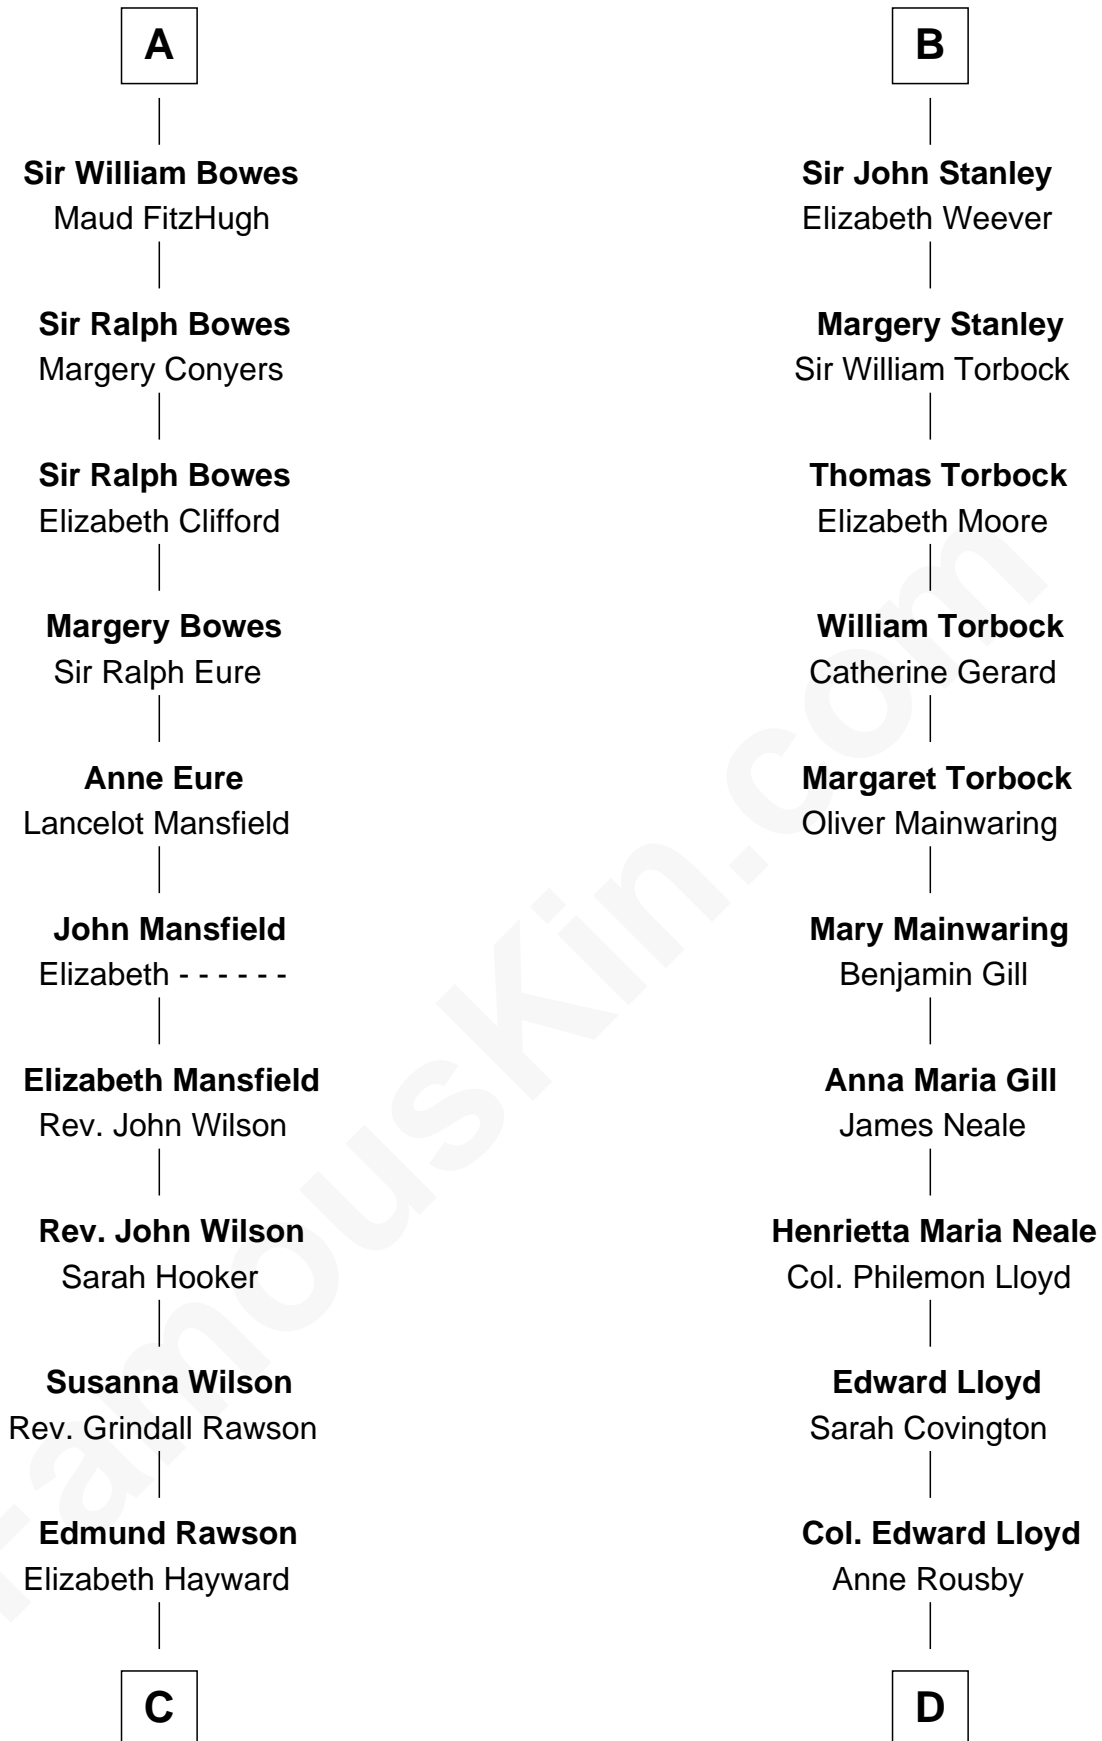 A
Sir William Bowes
Maud FitzHugh
Sir Ralph Bowes
Margery Conyers
Sir Ralph Bowes
Elizabeth Clifford
Margery Bowes
Sir Ralph Eure
Anne Eure
Lancelot Mansfield
John Mansfield
Elizabeth - - - - - -
Elizabeth Mansfield
Rev. John Wilson
Rev. John Wilson
Sarah Hooker
Susanna Wilson
Rev. Grindall Rawson
Edmund Rawson
Elizabeth Hayward
C
B
Sir John Stanley
Elizabeth Weever
Margery Stanley
Sir William Torbock
Thomas Torbock
Elizabeth Moore
William Torbock
Catherine Gerard
Margaret Torbock
Oliver Mainwaring
Mary Mainwaring
Benjamin Gill
Anna Maria Gill
James Neale
Henrietta Maria Neale
Col. Philemon Lloyd
Edward Lloyd
Sarah Covington
Col. Edward Lloyd
Anne Rousby
D
FamousKin.com